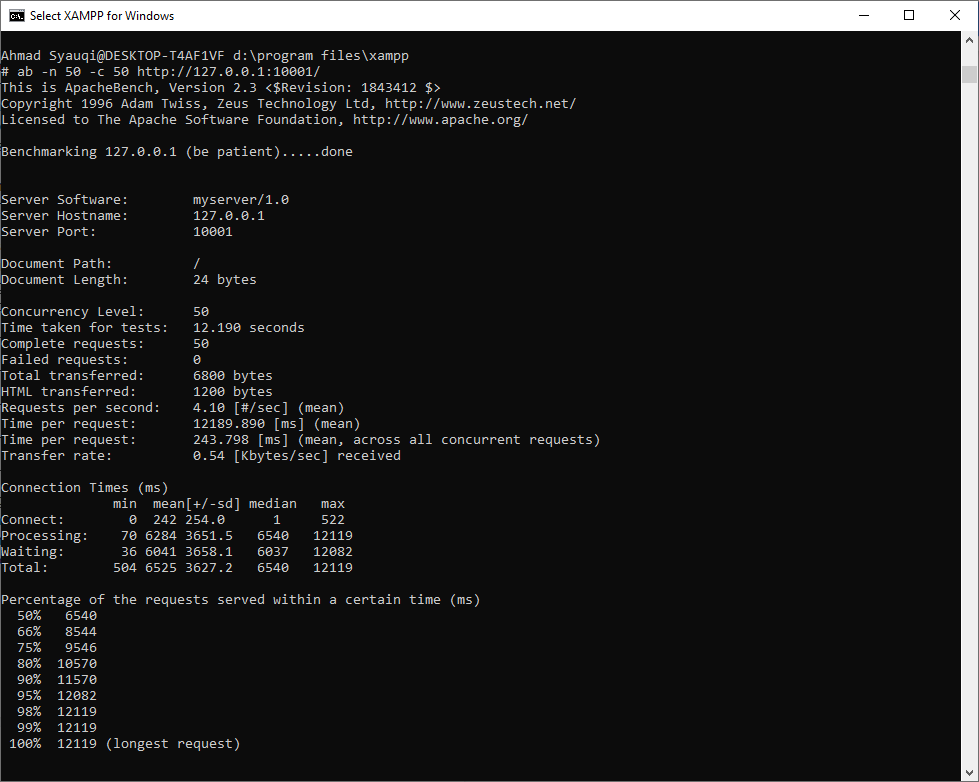 Select XAMPP for Windows
Ahmad Syauqi@DESKTOP-T4AF1VF d:\program files\xampp
# ab -n 50 -c 50 http://127.0.0.1:10001/
This is ApacheBench, Version 2.3 <$Revision: 1843412 $>
Copyright 1996 Adam Twiss, Zeus Technology Ltd, http://www.zeustech.net/
Licensed to The Apache Software Foundation, http://www.apache.org/
Benchmarking 127.0.0.1 (be patient).....done
Server Software:        myserver/1.0
Server Hostname:        127.0.0.1
Server Port:            10001
Document Path:          /
Document Length:        24 bytes
Concurrency Level:      50
Time taken for tests:   12.190 seconds
Complete requests:      50
Failed requests:        0
Total transferred:      6800 bytes
HTML transferred:       1200 bytes
Requests per second:    4.10 [#/sec] (mean)
Time per request:       12189.890 [ms] (mean)
Time per request:       243.798 [ms] (mean, across all concurrent requests)
Transfer rate:          0.54 [Kbytes/sec] received
Connection Times (ms)
              min  mean[+/-sd] median   max
Connect:        0  242 254.0      1     522
Processing:    70 6284 3651.5   6540   12119
Waiting:       36 6041 3658.1   6037   12082
Total:        504 6525 3627.2   6540   12119
Percentage of the requests served within a certain time (ms)
  50%   6540
  66%   8544
  75%   9546
  80%  10570
  90%  11570
  95%  12082
  98%  12119
  99%  12119
 100%  12119 (longest request)